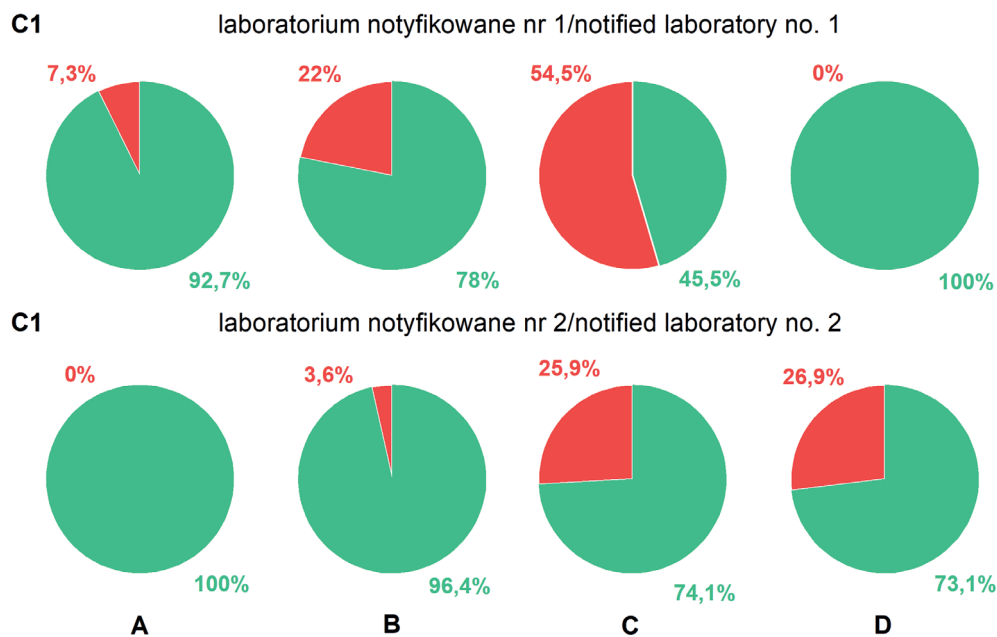 C1 laboratorium notyfikowane nr 1/notified laboratory no. 1
7,3% 22% 54,5% 0%
92,7% 78% 45,5% 100%
C1 laboratorium notyfikowane nr 2/notified laboratory no. 2
0% 3,6% 25,9% 26,9%
100% 96,4% 74,1% 73,1%
A B C D